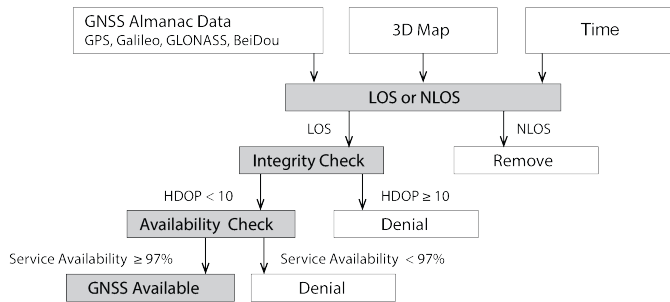 GNSS Almanac Data
GPS, Galileo, GLONASS, BeiDou
3D Map
Time
LOS or NLOS
LOS
NLOS
Integrity Check
Remove
HDOP < 10
HDOP ≥ 10
Availability Check
Denial
Service Availability ≥ 97%
Service Availability < 97%
GNSS Available
Denial